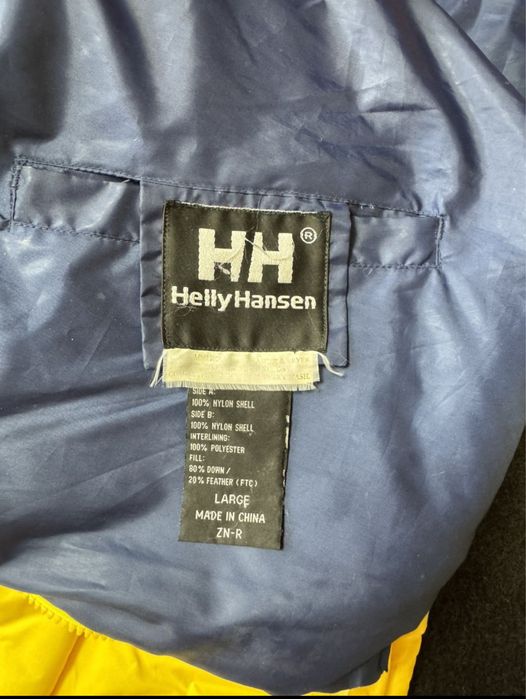 HH®
Helly Hansen
SIDE A:
100% NYLON SHELL
SIDE B:
100% NYLON SHELL
INTERLINING:
100% POLYESTER
FILL:
80% DOWN /
20% FEATHER (FTC)
LARGE
MADE IN CHINA
ZN-R